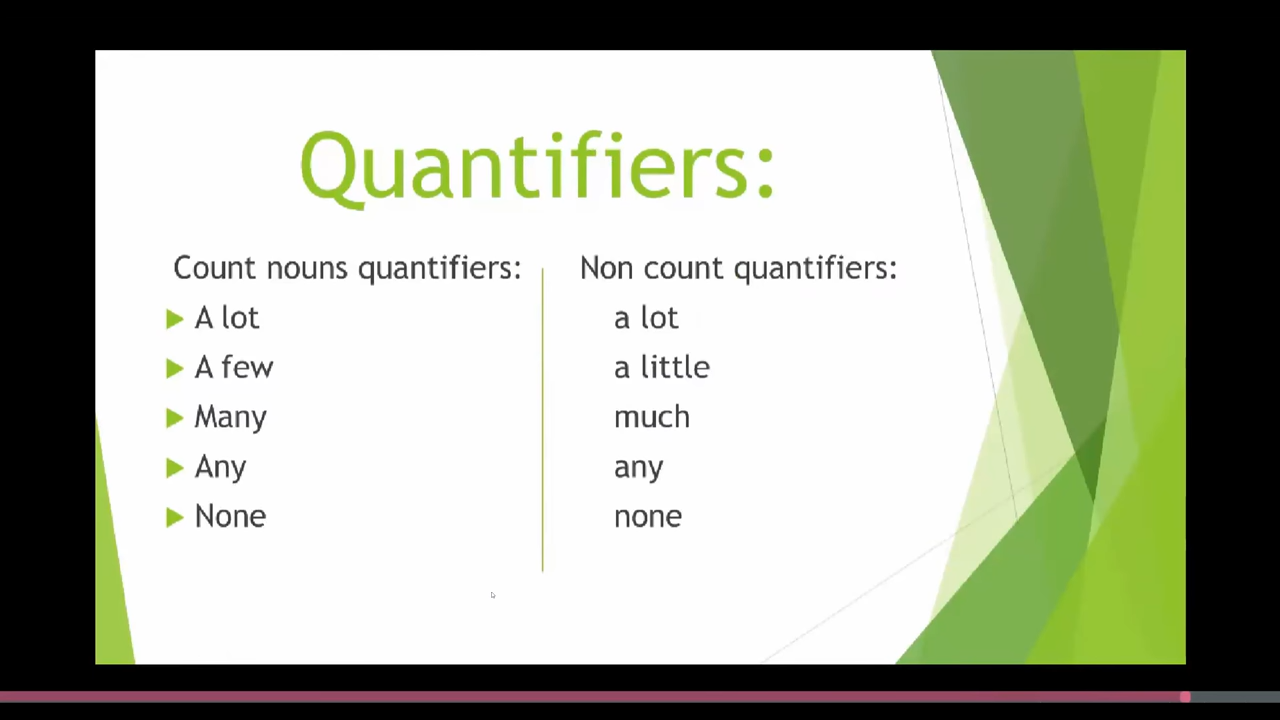 Quantifiers:
Count nouns quantifiers:
A lot
A few
Many
Any
None
Non count quantifiers:
a lot
a little
much
any
none